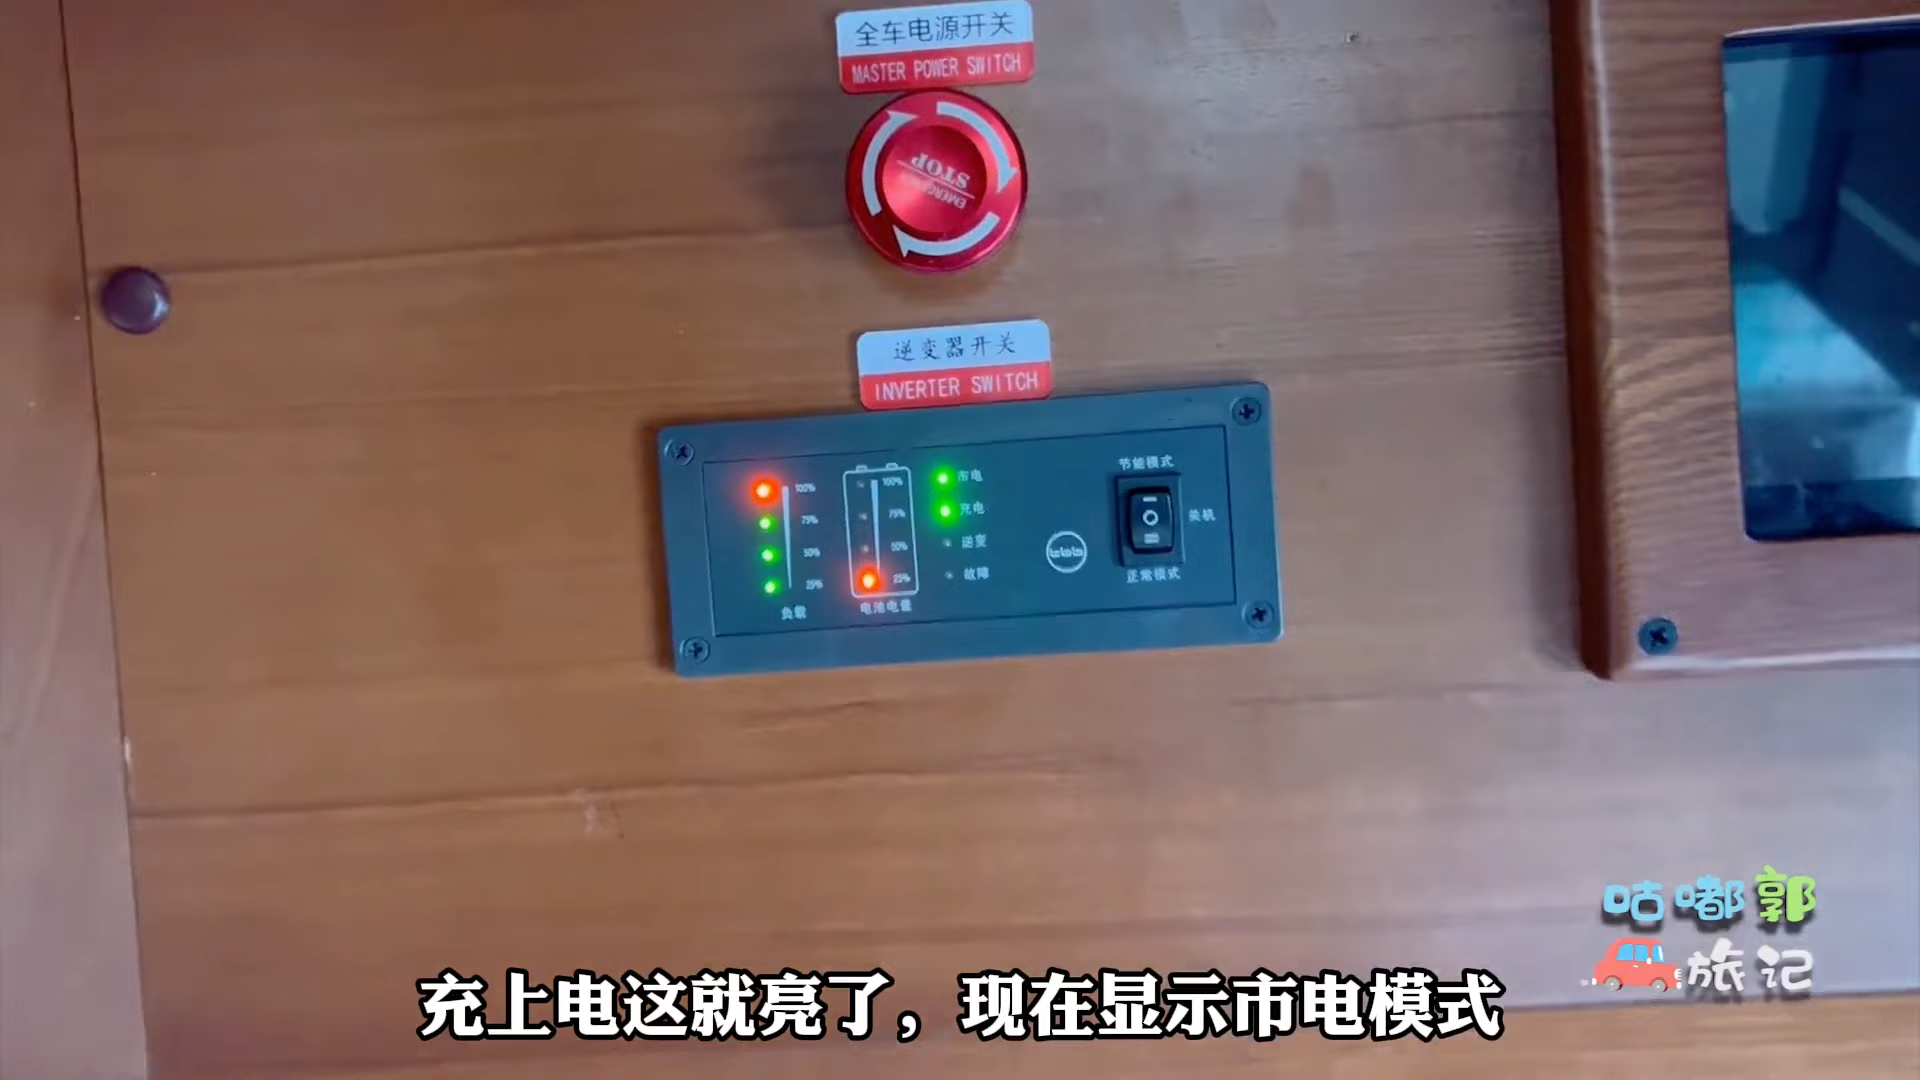 全车电源开关
MASTER POWER SWITCH
EMERGENCY
STOP
逆变器开关
INVERTER SWITCH
100%
75%
50%
25%
负载
100%
75%
50%
25%
电池电量
市电
充电
逆变
故障
节能模式
关机
正常模式
咕嘟郭
旅记
充上电这就亮了，现在显示市电模式